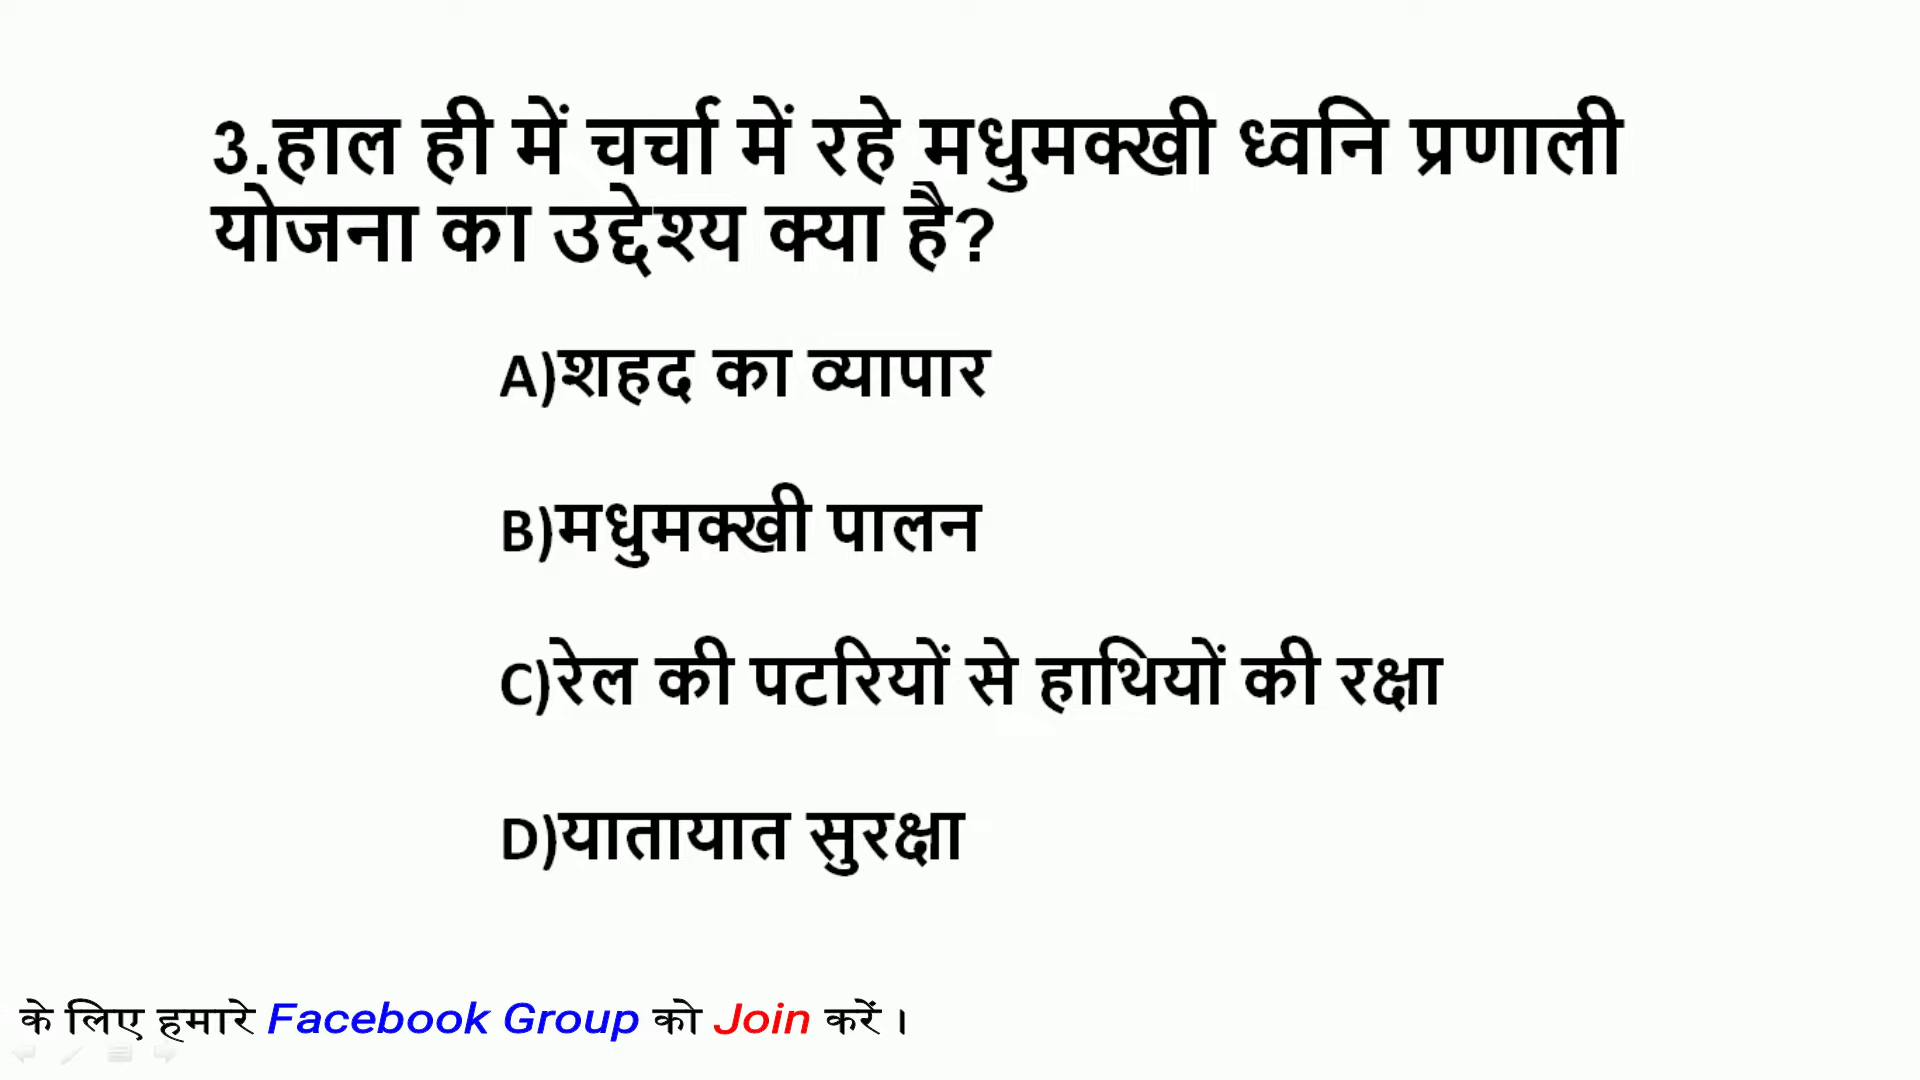 3.हाल ही में चर्चा में रहे मधुमक्खी ध्वनि प्रणाली
योजना का उद्देश्य क्या है?
A)शहद का व्यापार
B)मधुमक्खी पालन
C)रेल की पटरियों से हाथियों की रक्षा
D)यातायात सुरक्षा
के लिए हमारे Facebook Group को Join करें ।